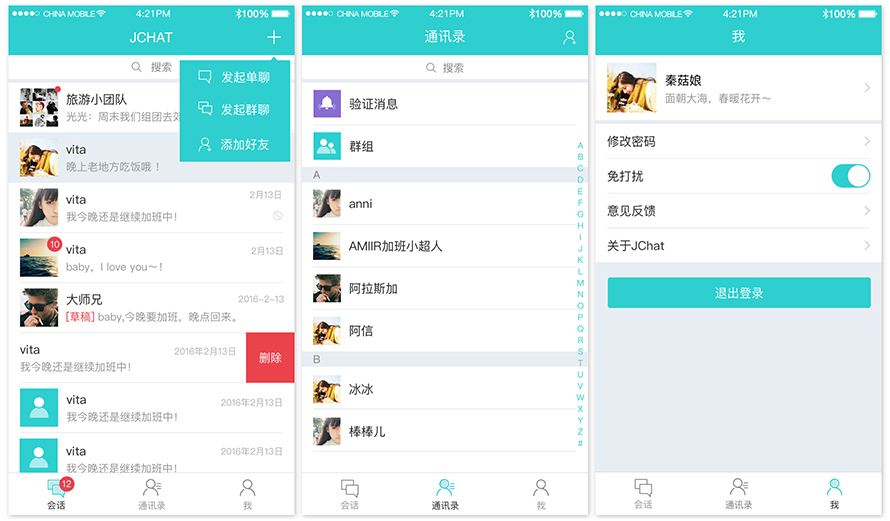 CHINA MOBILE 4:21PM 100%
JCHAT
搜索
发起单聊
发起群聊
添加好友
旅游小团队
光光：周末我们组团去
vita
晚上老地方吃饭哦！
vita 2月13日
我今晚还是继续加班中！
10
vita 2月13日
baby，I love you～！
大师兄 2016-2-13
[草稿] baby,今晚要加班，晚点回来。
vita 2016年2月13日
我今晚还是继续加班中！
删除
vita 2016年2月13日
我今晚还是继续加班中！
vita 2016年2月13日
我今晚还是继续加班中！
12
会话 通讯录 我
CHINA MOBILE 4:21PM 100%
通讯录
搜索
验证消息
群组
A
anni
AMIIR加班小超人
阿拉斯加
阿信
B
冰冰
棒棒儿
A
B
C
D
E
F
G
H
I
J
K
L
M
N
O
P
Q
R
S
T
U
V
W
X
Y
Z
#
会话 通讯录 我
CHINA MOBILE 4:21PM 100%
我
秦菇娘
面朝大海，春暖花开～
修改密码
免打扰
意见反馈
关于JChat
退出登录
会话 通讯录 我